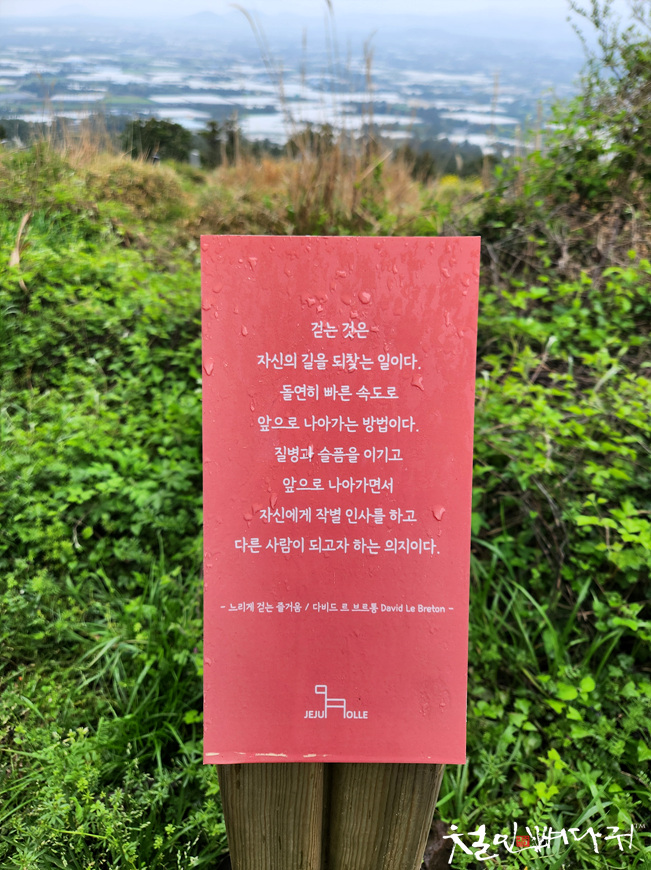 걷는 것은
자신의 길을 되찾는 일이다.
돌연히 빠른 속도로
앞으로 나아가는 방법이다.
질병과 슬픔을 이기고
앞으로 나아가면서
자신에게 작별 인사를 하고
다른 사람이 되고자 하는 의지이다.
- 느리게 걷는 즐거움 / 다비드 르 브르통 David Le Breton -
JEJU OLLE